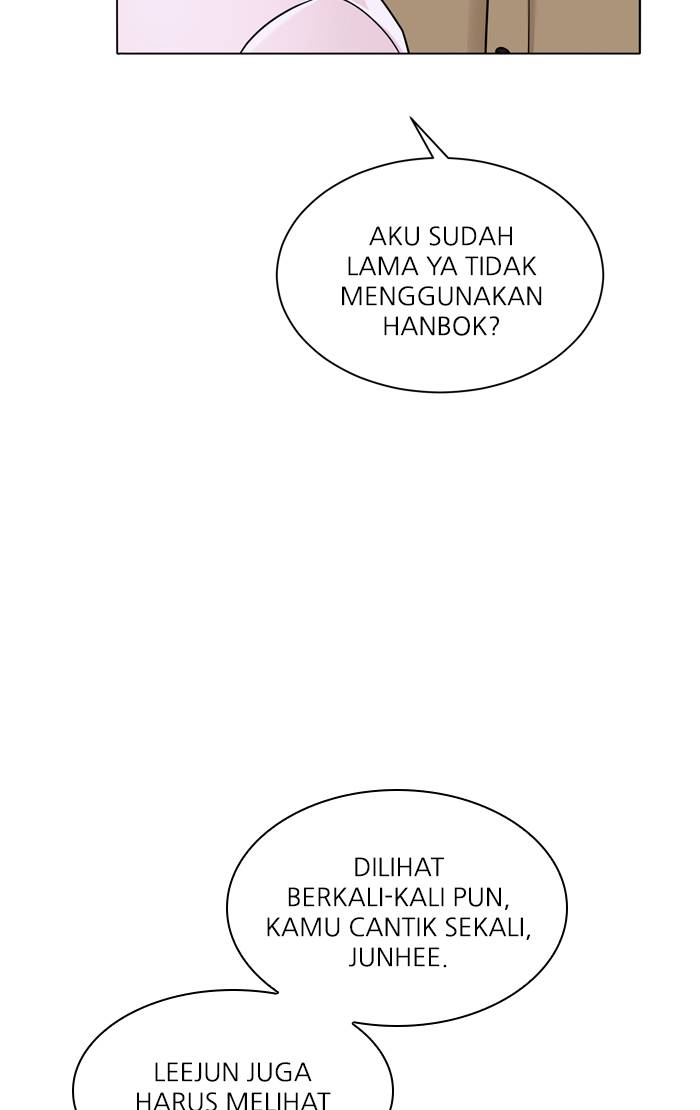 AKU SUDAH
LAMA YA TIDAK
MENGGUNAKAN
HANBOK?
DILIHAT
BERKALI-KALI PUN,
KAMU CANTIK SEKALI,
JUNHEE.
LEEJUN JUGA
HARUS MELIHAT